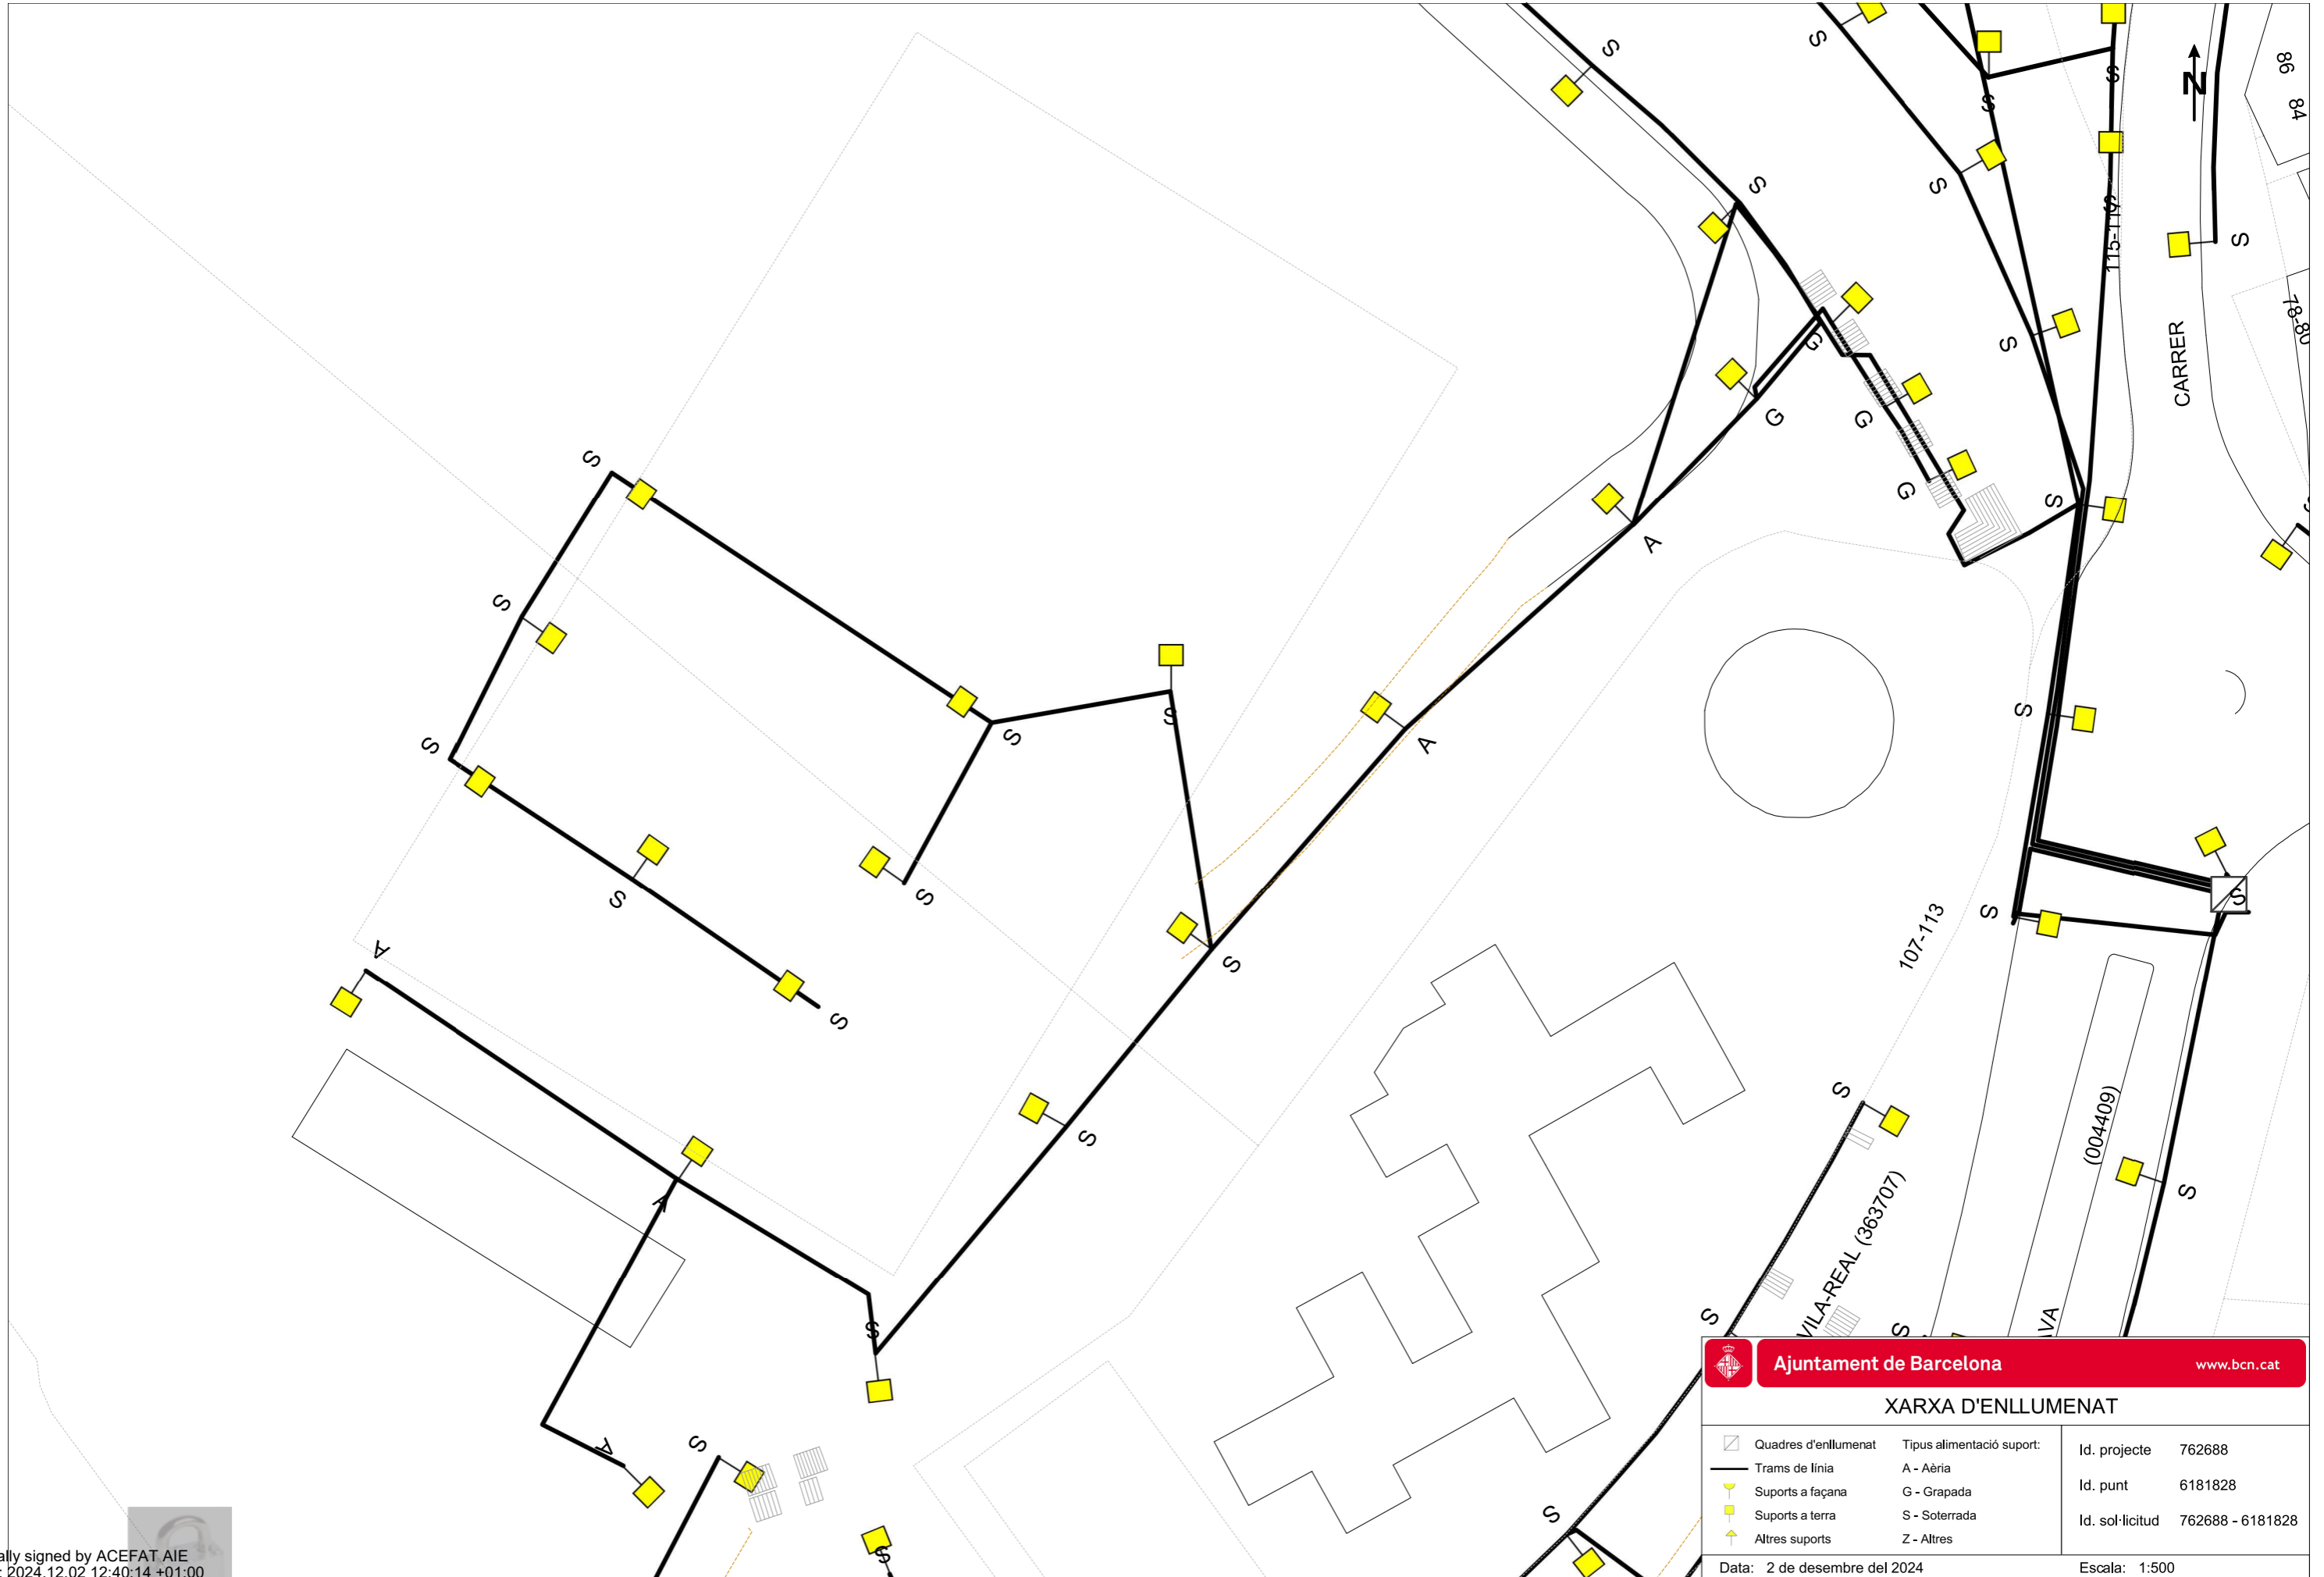 S
S
S
S
S
N
86
84
S
S
S
115-117
S
78-80
G
S
CARRER
G
G
S
G
S
S
A
S
S
S
S
S
A
S
S
S
S
S
S
S
107-113
A
S
S
S
(004409)
S
A
VILA-REAL (363707)
S
S
S
AVA
A
S
S
S
Ajuntament de Barcelona
www.bcn.cat
XARXA D'ENLLUMENAT
Quadres d'enllumenat
Trams de línia
Suports a façana
Suports a terra
Altres suports
Tipus alimentació suport:
A - Aèria
G - Grapada
S - Soterrada
Z - Altres
Id. projecte 762688
Id. punt 6181828
Id. sol·licitud 762688 - 6181828
Data: 2 de desembre del 2024
Escala: 1:500
ally signed by ACEFAT AIE
: 2024.12.02 12:40:14 +01:00